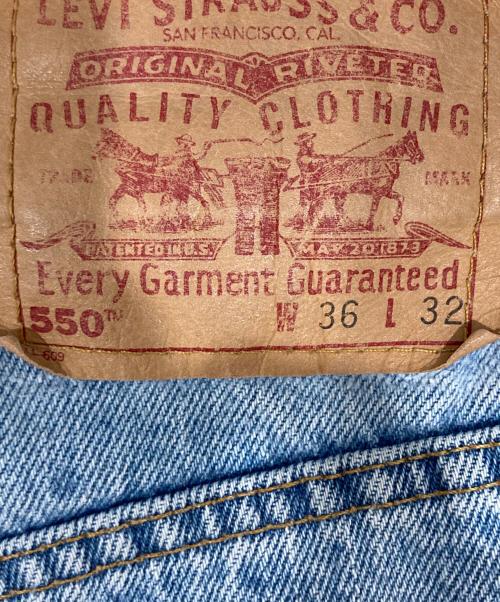 LEVI STRAUSS & CO.
SAN FRANCISCO, CAL.
ORIGINAL RIVETED
QUALITY CLOTHING
TRADE MARK
PATENTED IN U.S. MAY 20 1873
Every Garment Guaranteed
550™ W 36 L 32